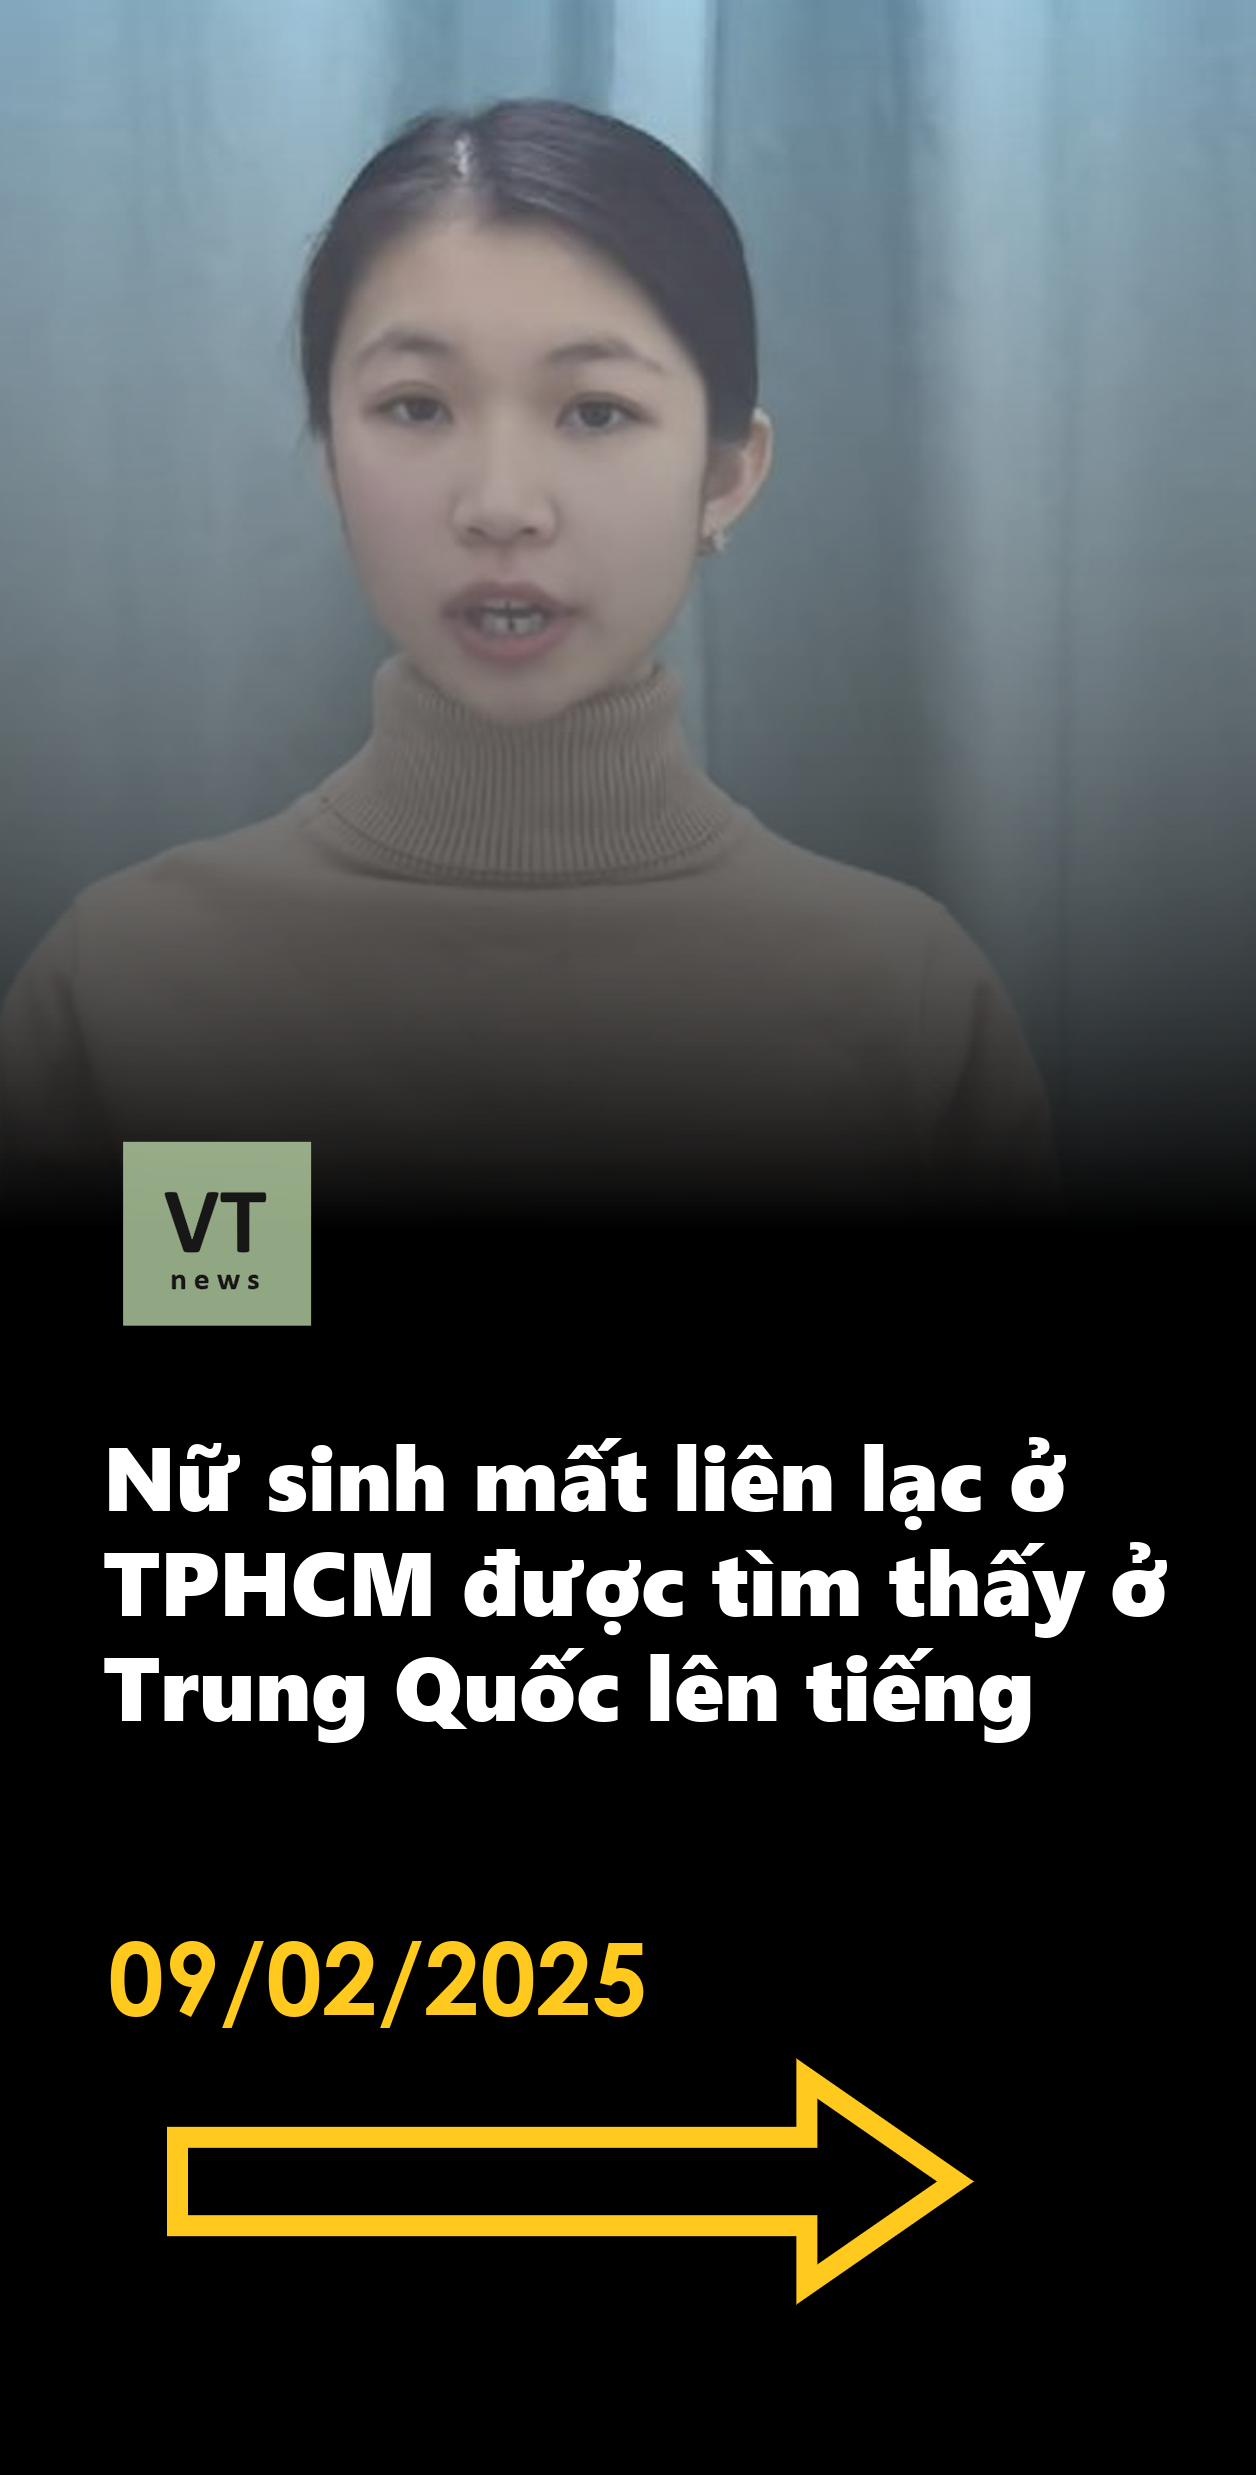 VT
news
Nữ sinh mất liên lạc ở
TPHCM được tìm thấy ở
Trung Quốc lên tiếng
09/02/2025